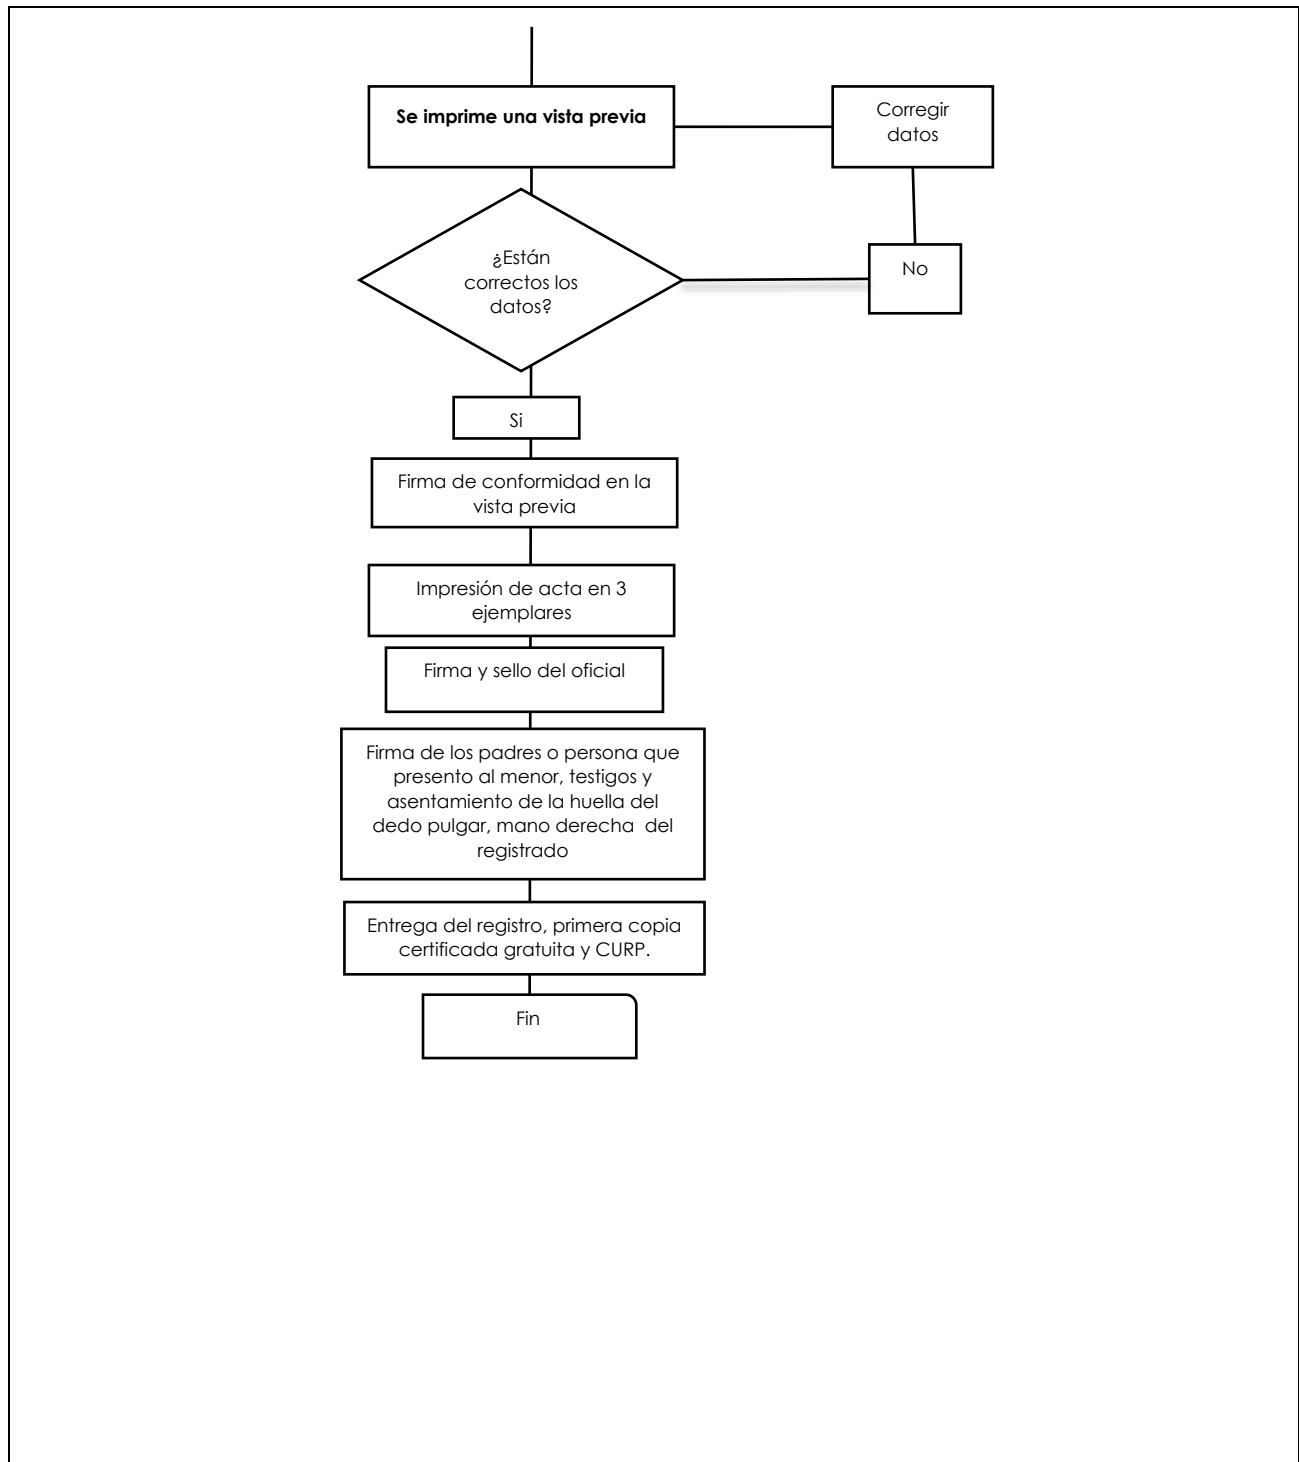 Se imprime una vista previa
Corregir
datos
¿Están
correctos los
datos?
No
Si
Firma de conformidad en la
vista previa
Impresión de acta en 3
ejemplares
Firma y sello del oficial
Firma de los padres o persona que
presento al menor, testigos y
asentamiento de la huella del
dedo pulgar, mano derecha  del
registrado
Entrega del registro, primera copia
certificada gratuita y CURP.
Fin